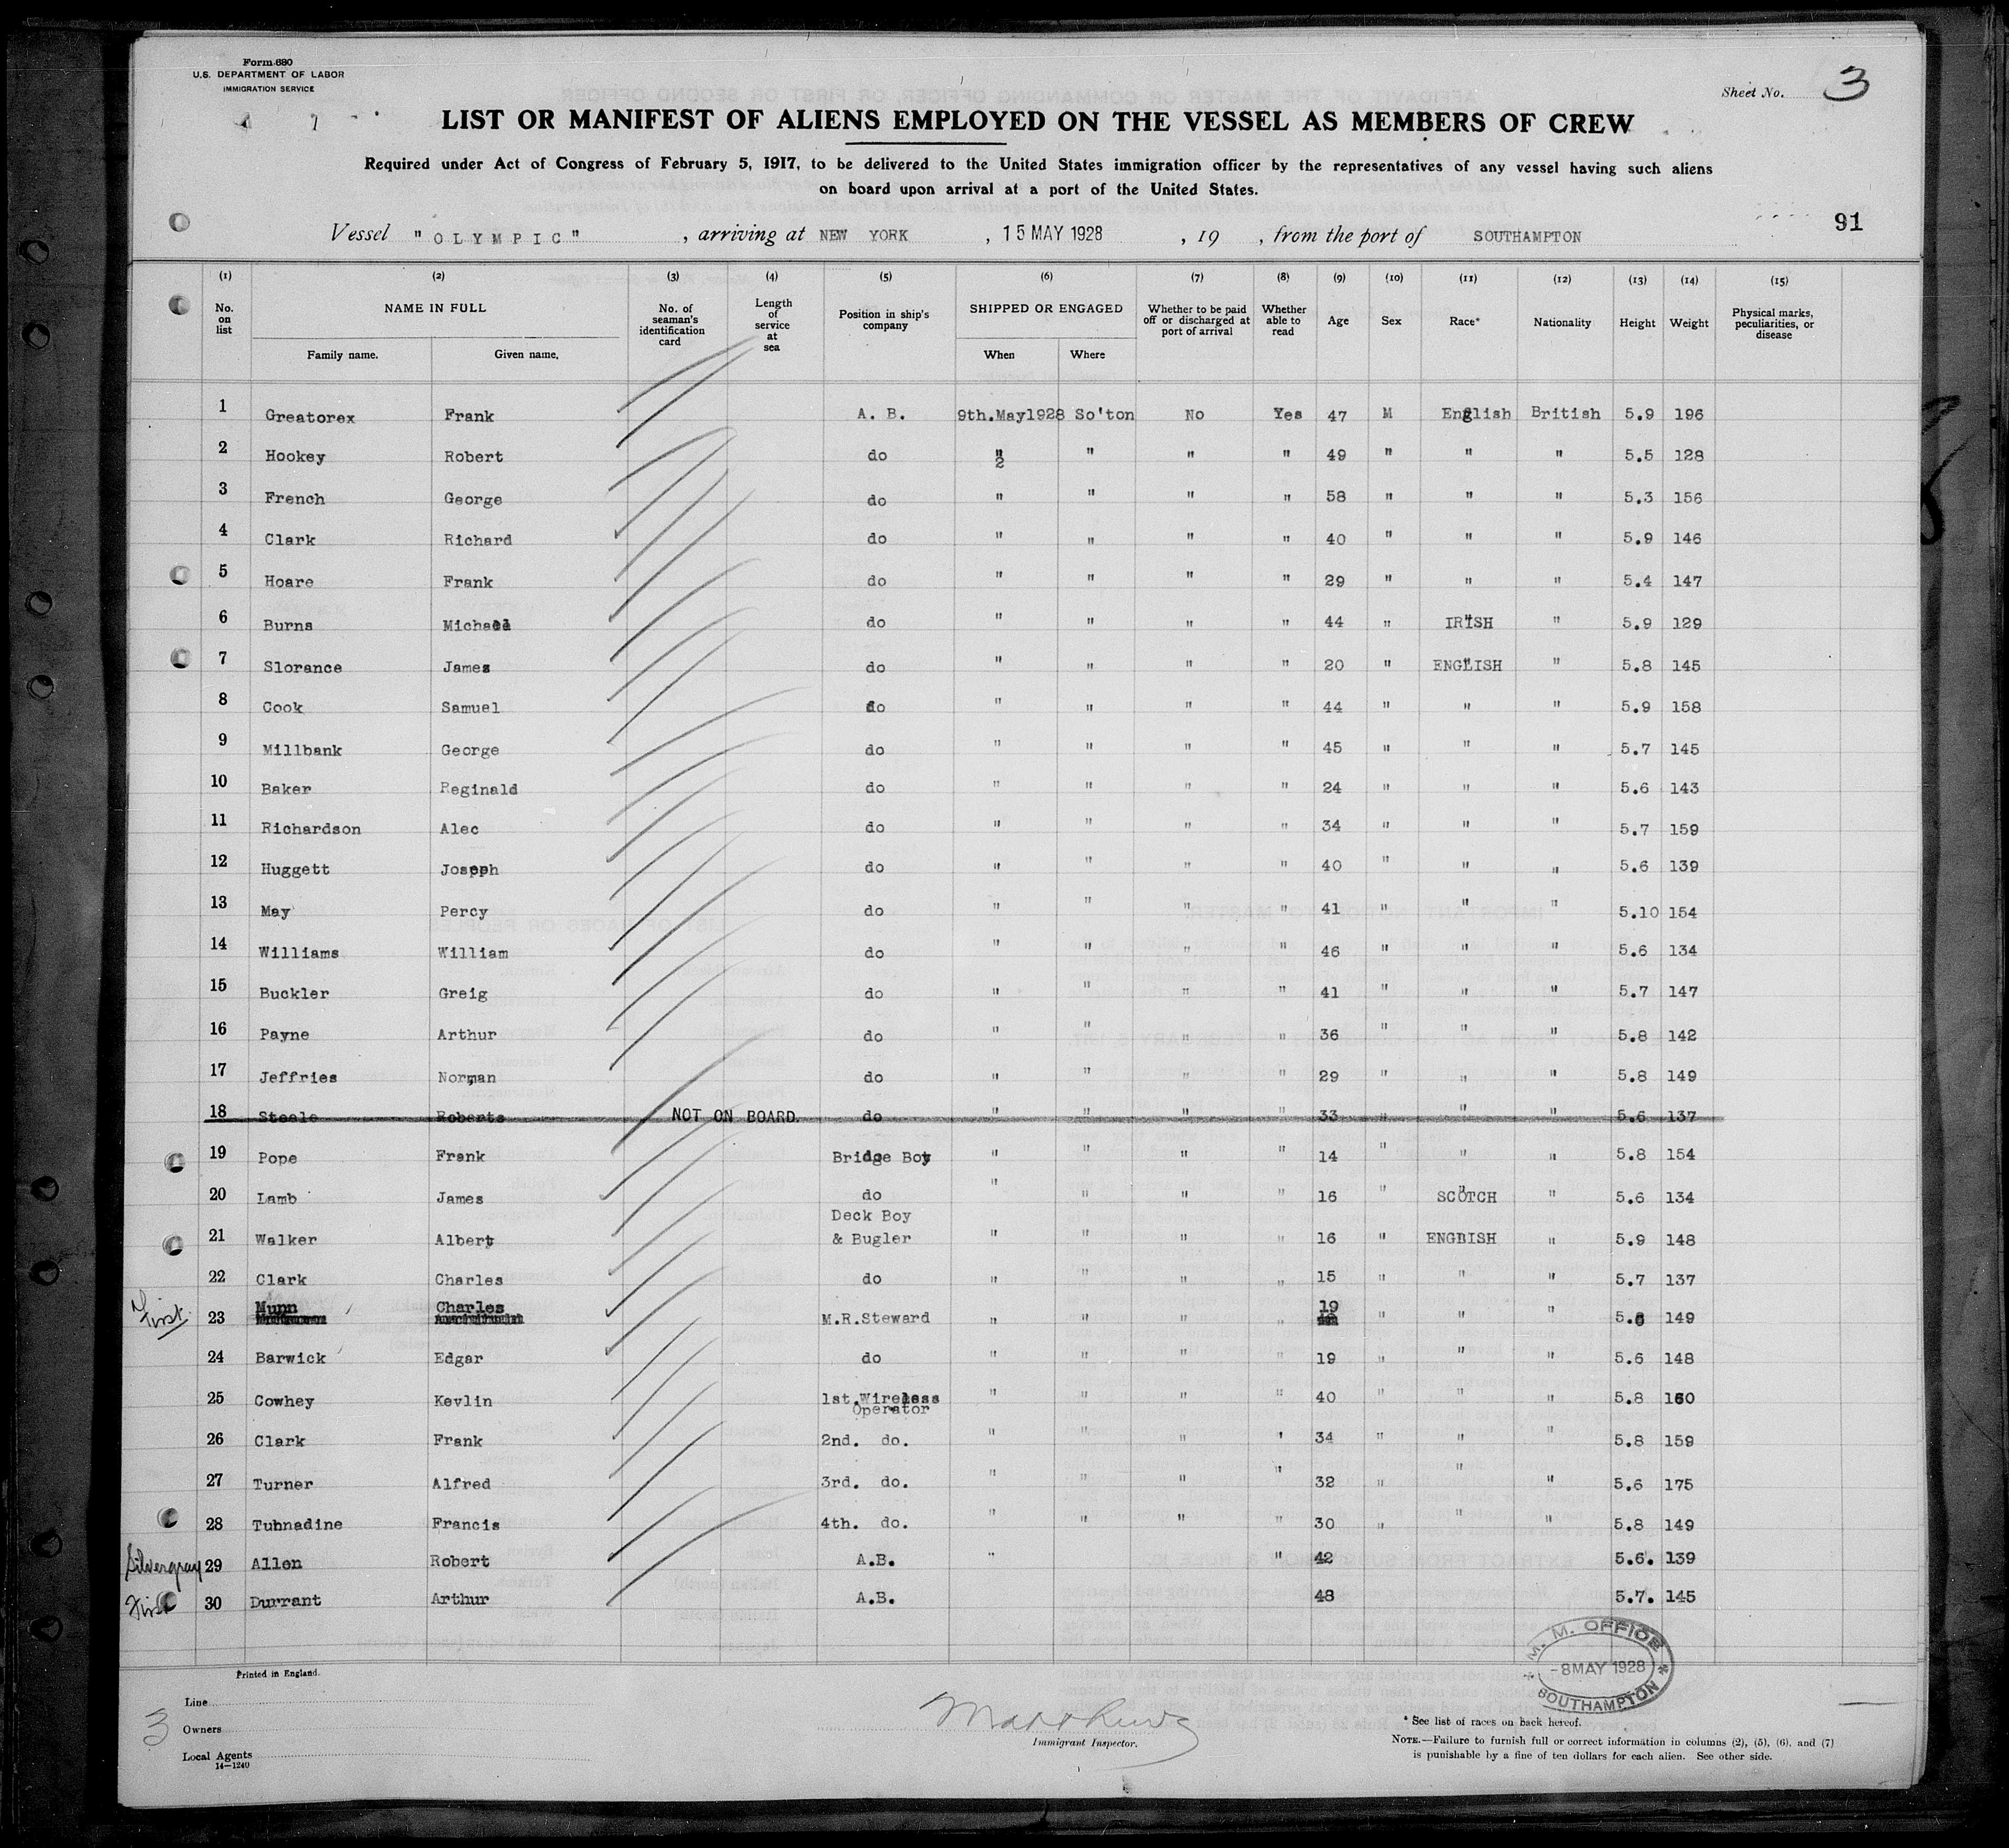 Form 680
U.S. DEPARTMENT OF LABOR
IMMIGRATION SERVICE
Sheet No. 3
LIST OR MANIFEST OF ALIENS EMPLOYED ON THE VESSEL AS MEMBERS OF CREW
Required under Act of Congress of February 5, 1917, to be delivered to the United States immigration officer by the representatives of any vessel having such aliens
on board upon arrival at a port of the United States.
91
Vessel "OLYMPIC", arriving at NEW YORK, 15 MAY 1928, 19 , from the port of SOUTHAMPTON
(1) (2) (3) (4) (5) (6) (7) (8) (9) (10) (11) (12) (13) (14) (15)
No. on list NAME IN FULL Family name. Given name. No. of seaman's identification card Length of service at sea Position in ship's company SHIPPED OR ENGAGED When Where Whether to be paid off or discharged at port of arrival Whether able to read Age Sex Race* Nationality Height Weight Physical marks, peculiarities, or disease
1 Greatorex Frank A. B. 9th.May1928 So'ton No Yes 47 M English British 5.9 196
2 Hookey Robert do " 2 " " " 49 " " " 5.5 128
3 French George do " " " " 58 " " " 5.3 156
4 Clark Richard do " " " " 40 " " " 5.9 146
5 Hoare Frank do " " " " 29 " " " 5.4 147
6 Burns Michael do " " " " 44 " IRISH " 5.9 129
7 Slorance James do " " " " 20 " ENGLISH " 5.8 145
8 Cook Samuel do " " " " 44 " " " 5.9 158
9 Millbank George do " " " " 45 " " " 5.7 145
10 Baker Reginald do " " " " 24 " " " 5.6 143
11 Richardson Alec do " " " " 34 " " " 5.7 159
12 Huggett Joseph do " " " " 40 " " " 5.6 139
13 May Percy do " " " " 41 " " " 5.10 154
14 Williams William do " " " " 46 " " " 5.6 134
15 Buckler Greig do " " " " 41 " " " 5.7 147
16 Payne Arthur do " " " " 36 " " " 5.8 142
17 Jeffries Norman do " " " " 29 " " " 5.8 149
18 Steele Roberts NOT ON BOARD. do " " " " 33 " " " 5.6 137
19 Pope Frank Bridge Boy " " " " 14 " " " 5.8 154
20 Lamb James do " " " " 16 " SCOTCH " 5.6 134
21 Walker Albert Deck Boy & Bugler " " " " 16 " ENGBISH " 5.9 148
22 Clark Charles do " " " " 15 " " " 5.7 137
First 23 Munn Charles M.R.Steward " " " " 19 " " " 5.6 149
24 Barwick Edgar do " " " " 19 " " " 5.6 148
25 Cowhey Kevlin 1st.Wireless Operator " " " " 40 " " " 5.8 160
26 Clark Frank 2nd. do. " " " ' 34 " " " 5.8 159
27 Turner Alfred 3rd. do. " " " " 32 " " " 5.6 175
28 Tubnadine Francis 4th. do. " " " " 30 " " " 5.8 149
Silvergray 29 Allen Robert A.B. " " 42 5.6. 139
First 30 Durrant Arthur A.B. 48 5.7. 145
M. M. OFFICE
-8MAY 1928
SOUTHAMPTON
Printed in England.
Line
3
Owners
Local Agents
14—1240
Immigrant Inspector.
* See list of races on back hereof.
NOTE.—Failure to furnish full or correct information in columns (2), (5), (6), and (7)
is punishable by a fine of ten dollars for each alien. See other side.